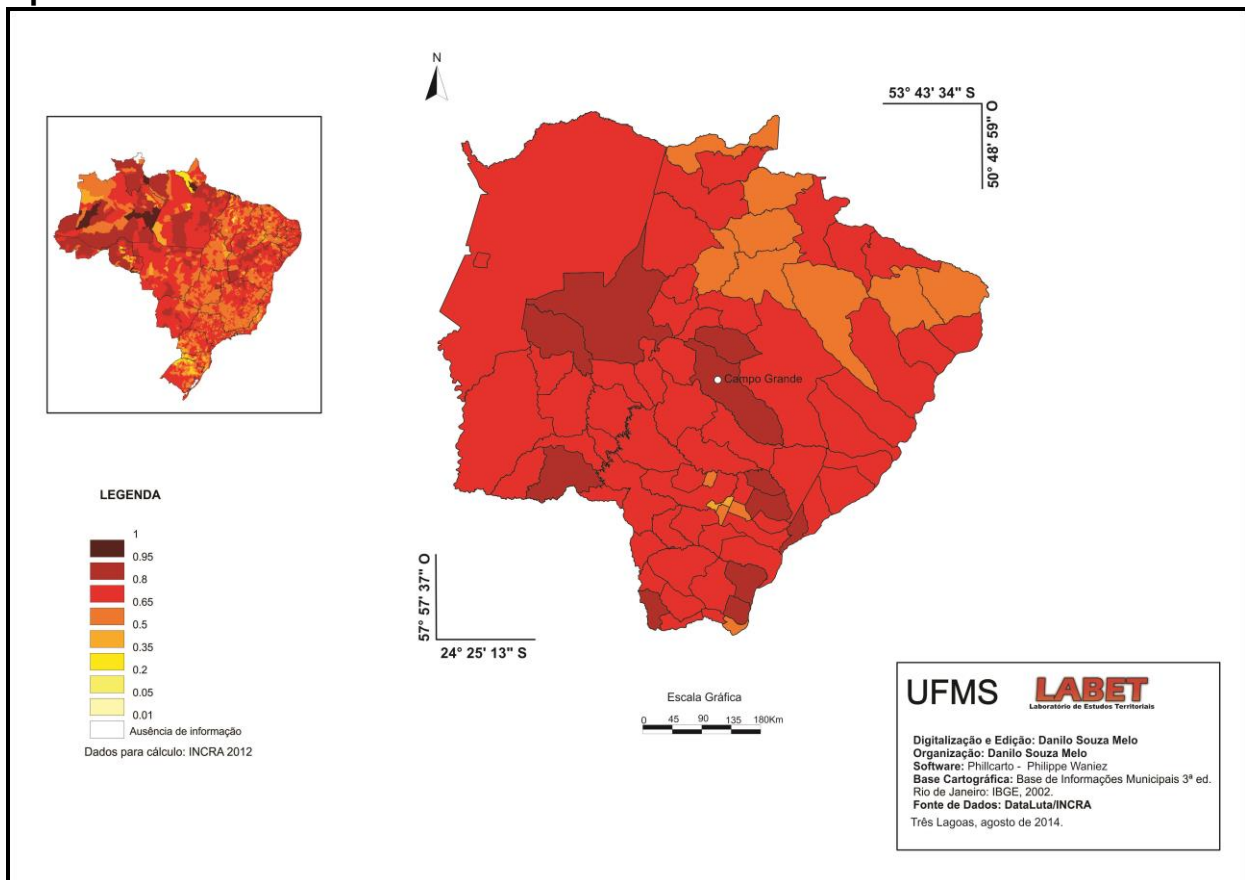 N
53° 43' 34" S
50° 48' 59" O
Campo Grande
LEGENDA
1
0.95
0.8
0.65
0.5
0.35
0.2
0.05
0.01
Ausência de informação
Dados para cálculo: INCRA 2012
57° 57' 37" O
24° 25' 13" S
Escala Gráfica
0 45 90 135 180Km
UFMS LABET
Laboratório de Estudos Territoriais
Digitalização e Edição: Danilo Souza Melo
Organização: Danilo Souza Melo
Software: Phillcarto - Philippe Waniez
Base Cartográfica: Base de Informações Municipais 3ª ed.
Rio de Janeiro: IBGE, 2002.
Fonte de Dados: DataLuta/INCRA
Três Lagoas, agosto de 2014.